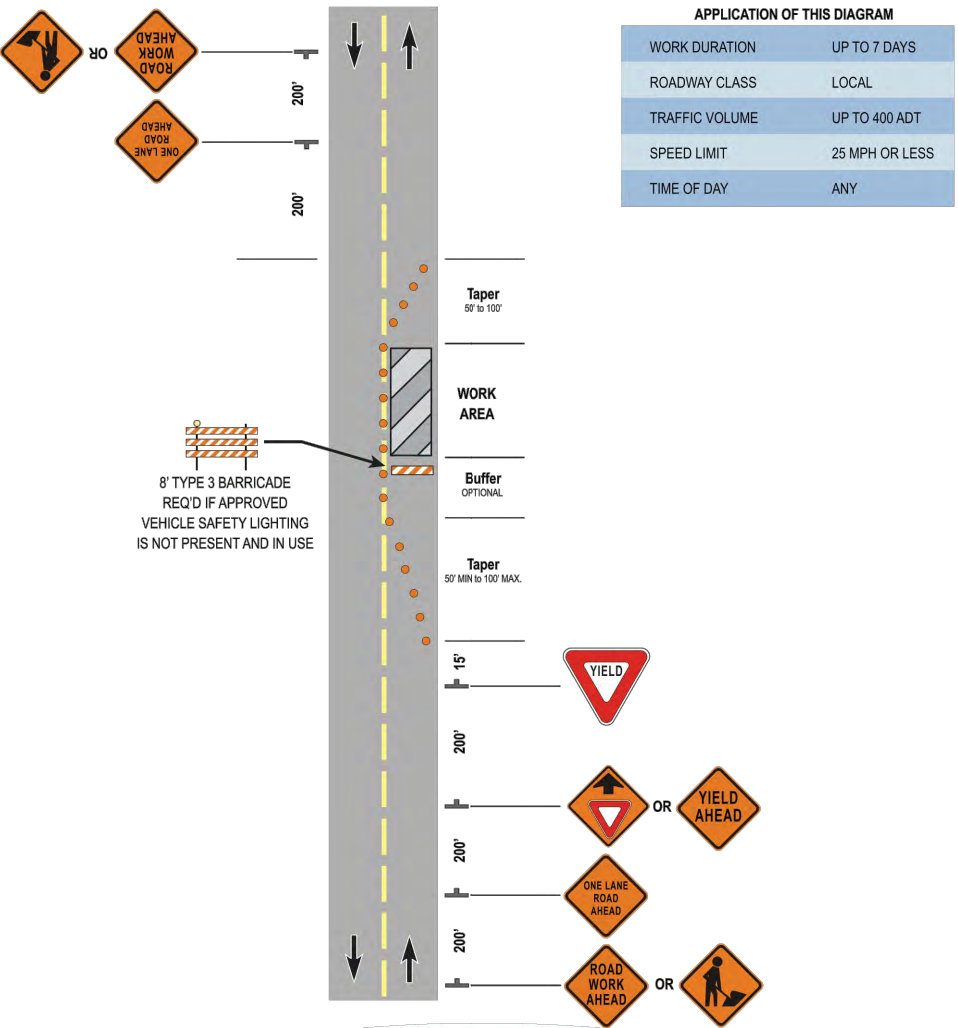 APPLICATION OF THIS DIAGRAM
WORK DURATION UP TO 7 DAYS
ROADWAY CLASS LOCAL
TRAFFIC VOLUME UP TO 400 ADT
SPEED LIMIT 25 MPH OR LESS
TIME OF DAY ANY
OR
ROAD
WORK
AHEAD
200'
ONE LANE
ROAD
AHEAD
200'
Taper
50' to 100'
WORK
AREA
8' TYPE 3 BARRICADE
REQ'D IF APPROVED
VEHICLE SAFETY LIGHTING
IS NOT PRESENT AND IN USE
Buffer
OPTIONAL
Taper
50' MIN to 100' MAX.
15'
YIELD
200'
OR
YIELD
AHEAD
200'
ONE LANE
ROAD
AHEAD
200'
ROAD
WORK
AHEAD
OR